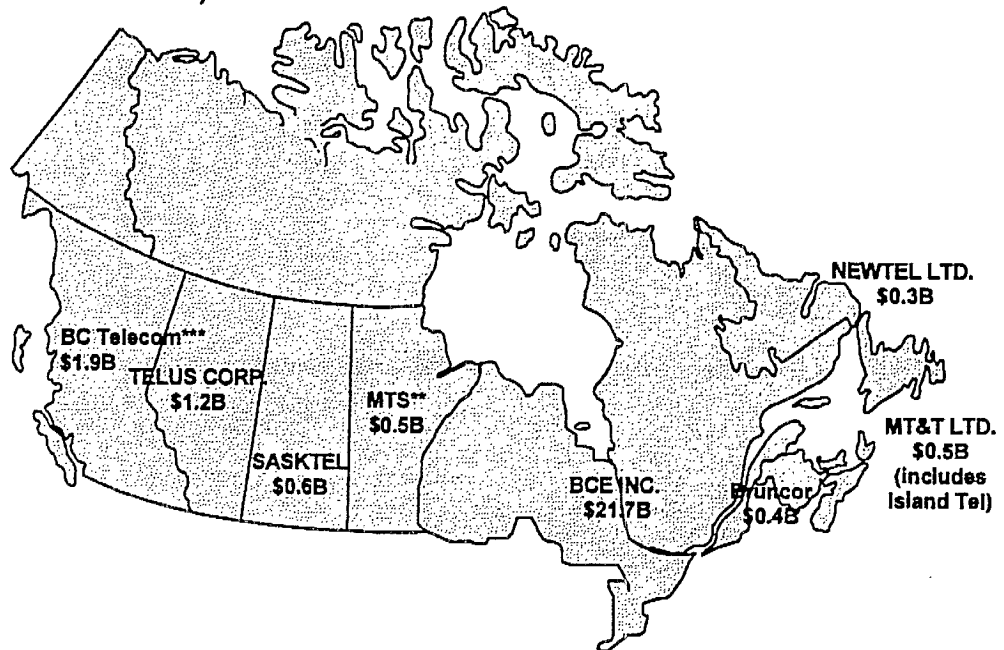 NEWTEL LTD.
$0.3B
BC Telecom***
$1.9B
TELUS CORP.
$1.2B
MTS**
$0.5B
SASKTEL
$0.6B
BCE INC.
$21.7B
Bruncor
$0.4B
MT&T LTD.
$0.5B
(includes
Island Tel)